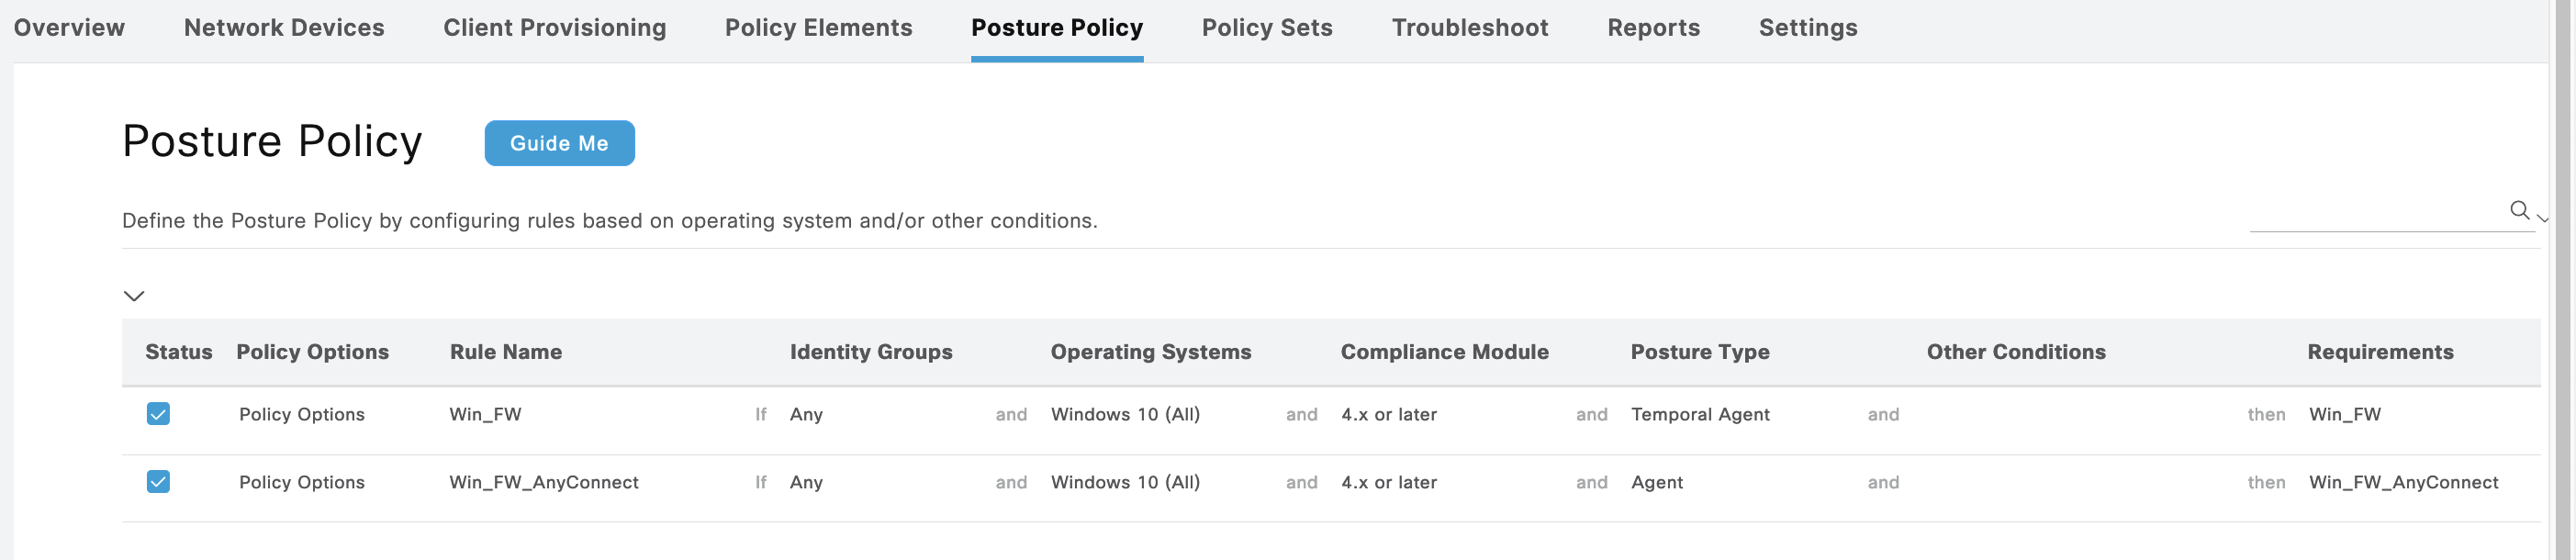 Overview Network Devices Client Provisioning Policy Elements Posture Policy Policy Sets Troubleshoot Reports Settings
Posture Policy Guide Me
Define the Posture Policy by configuring rules based on operating system and/or other conditions.
Status Policy Options Rule Name Identity Groups Operating Systems Compliance Module Posture Type Other Conditions Requirements
Policy Options Win_FW If Any and Windows 10 (All) and 4.x or later and Temporal Agent and then Win_FW
Policy Options Win_FW_AnyConnect If Any and Windows 10 (All) and 4.x or later and Agent and then Win_FW_AnyConnect